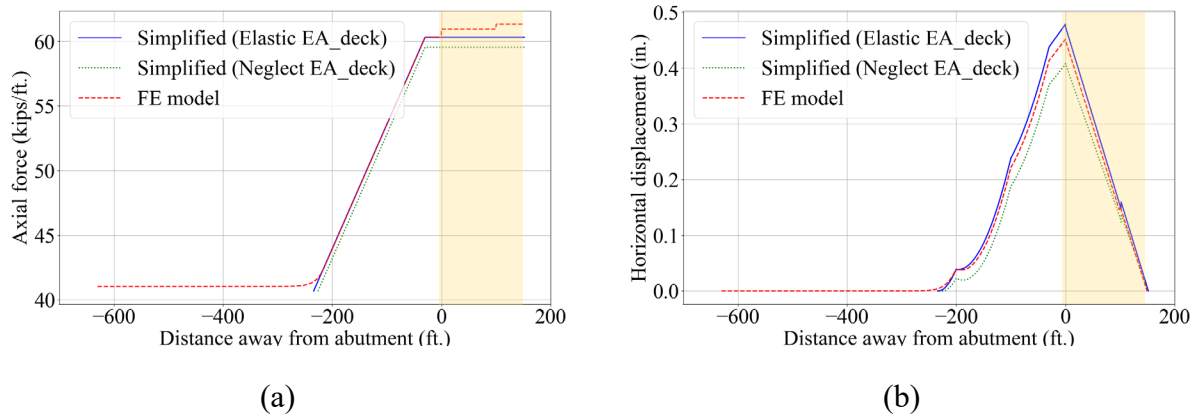 Axial force (kips/ft.)
60
55
50
45
40
Simplified (Elastic EA_deck)
Simplified (Neglect EA_deck)
FE model
−600
−400
−200
0
200
Distance away from abutment (ft.)
(a)
Horizontal displacement (in.)
0.5
0.4
0.3
0.2
0.1
0.0
Simplified (Elastic EA_deck)
Simplified (Neglect EA_deck)
FE model
−600
−400
−200
0
200
Distance away from abutment (ft.)
(b)